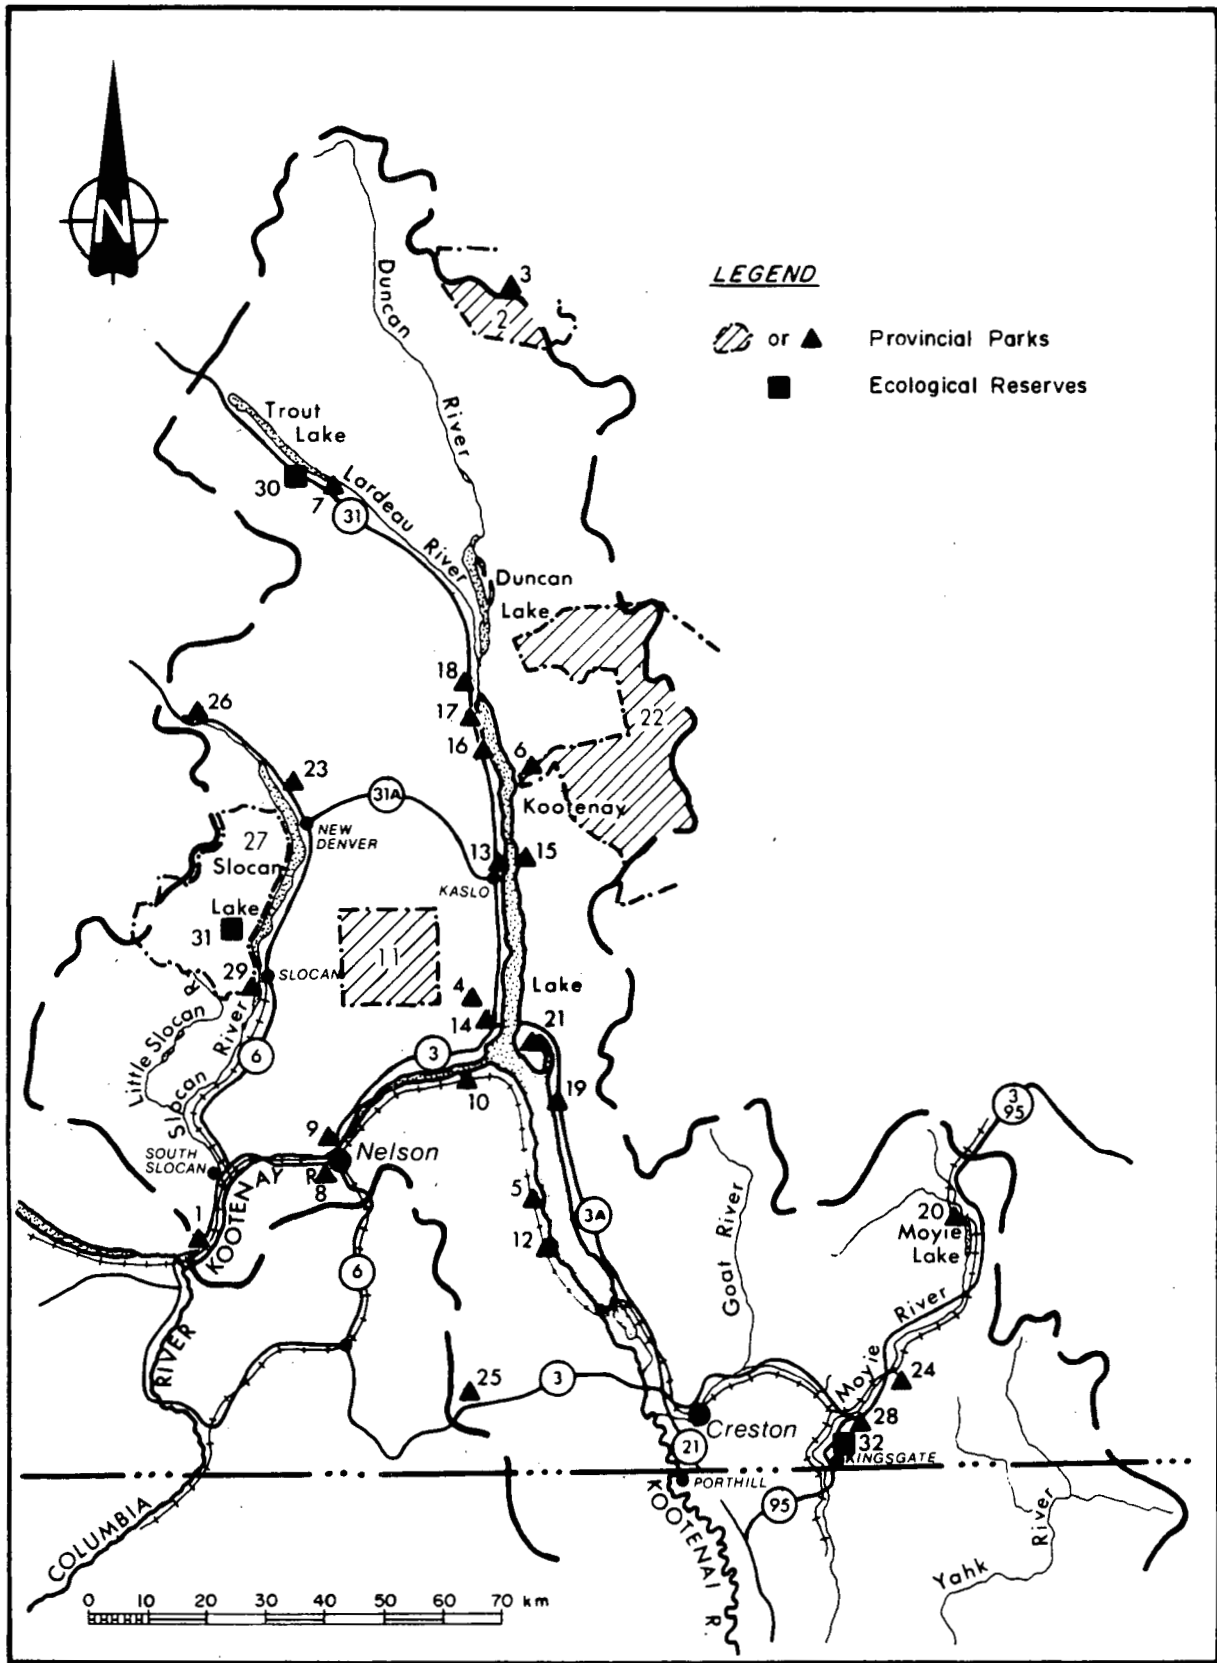 N
LEGEND
or
Provincial Parks
Ecological Reserves
3
2
Duncan
River
Trout
Lake
30
7
31
Lardeau
River
Duncan
Lake
18
17
16
6
22
26
23
31A
NEW
DENVER
Kootenay
27
Slocan
Lake
31
13
15
KASLO
11
29
SLOCAN
4
14
Lake
21
Little Slocan R
Slocan River
6
3
10
19
9
Nelson
8
SOUTH
SLOCAN
KOOTENAY R
1
5
12
3A
Goat River
3
95
20
Moyie
Lake
Moyie River
6
RIVER
25
3
24
28
32
KINGSGATE
Creston
21
PORTHILL
KOOTENAI R.
95
Yahk River
COLUMBIA
0 10 20 30 40 50 60 70 km